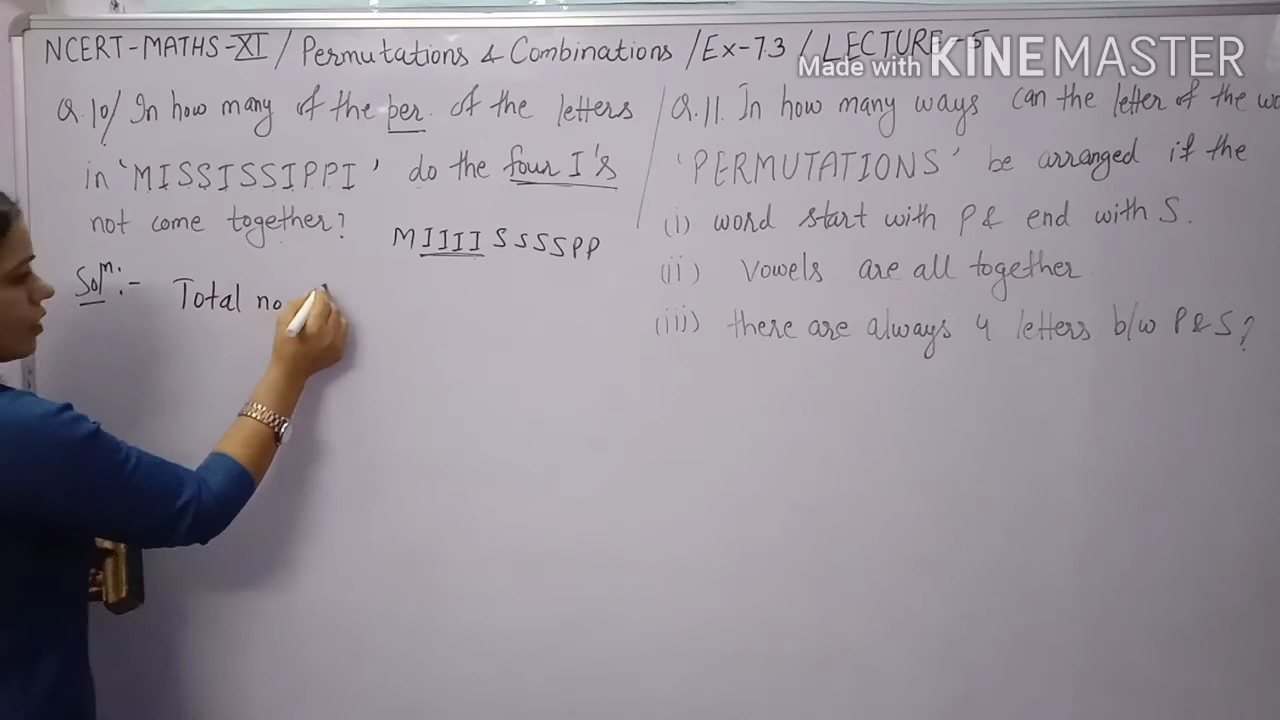 NCERT-MATHS-XI / Permutations & Combinations / Ex-7.3 / LECTURE-5
Made with KINEMASTER
Q.10/ In how many of the per. of the letters
in 'MISSISSIPPI' do the four I's
not come together?
MIIIISSSSPP
Solⁿ:- Total no
Q.11. In how many ways can the letter of the
'PERMUTATIONS' be arranged if the
(i) word start with P & end with S.
(ii) vowels are all together
(iii) there are always 4 letters b/w P & S?